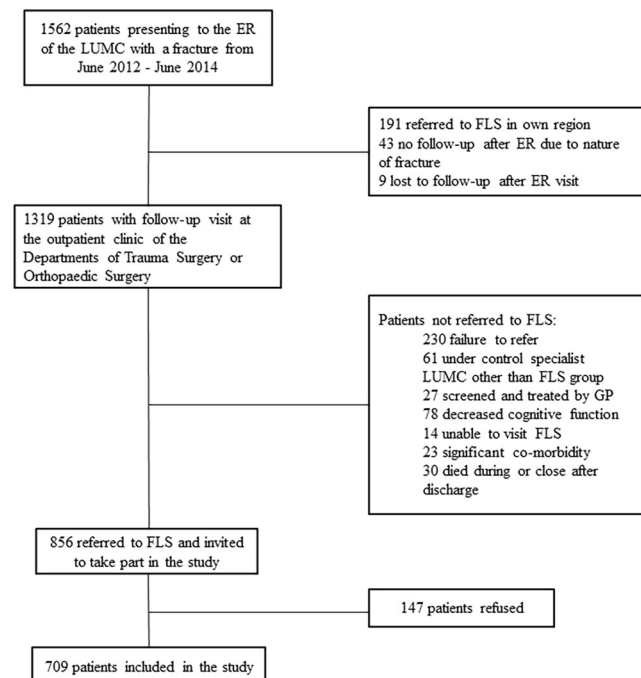 1562 patients presenting to the ER
of the LUMC with a fracture from
June 2012 - June 2014
191 referred to FLS in own region
43 no follow-up after ER due to nature
of fracture
9 lost to follow-up after ER visit
1319 patients with follow-up visit at
the outpatient clinic of the
Departments of Trauma Surgery or
Orthopaedic Surgery
Patients not referred to FLS:
230 failure to refer
61 under control specialist
LUMC other than FLS group
27 screened and treated by GP
78 decreased cognitive function
14 unable to visit FLS
23 significant co-morbidity
30 died during or close after
discharge
856 referred to FLS and invited
to take part in the study
147 patients refused
709 patients included in the study